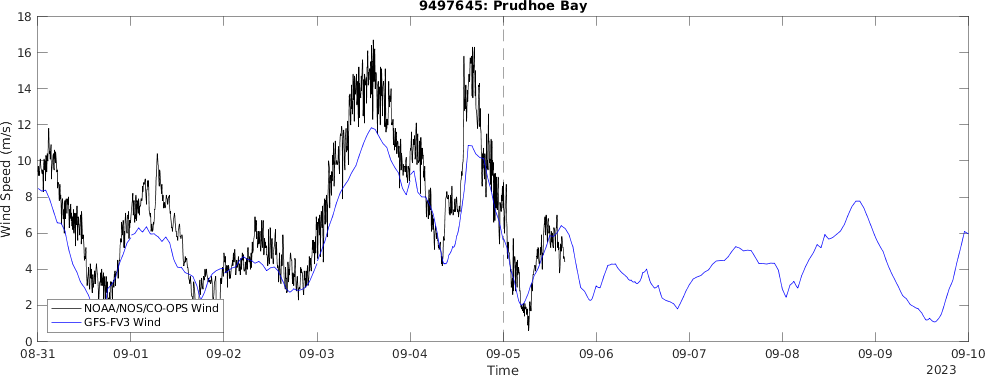 9497645: Prudhoe Bay
Wind Speed (m/s)
18
16
14
12
10
8
6
4
2
0
NOAA/NOS/CO-OPS Wind
GFS-FV3 Wind
08-31 09-01 09-02 09-03 09-04 09-05 09-06 09-07 09-08 09-09 09-10
Time
2023